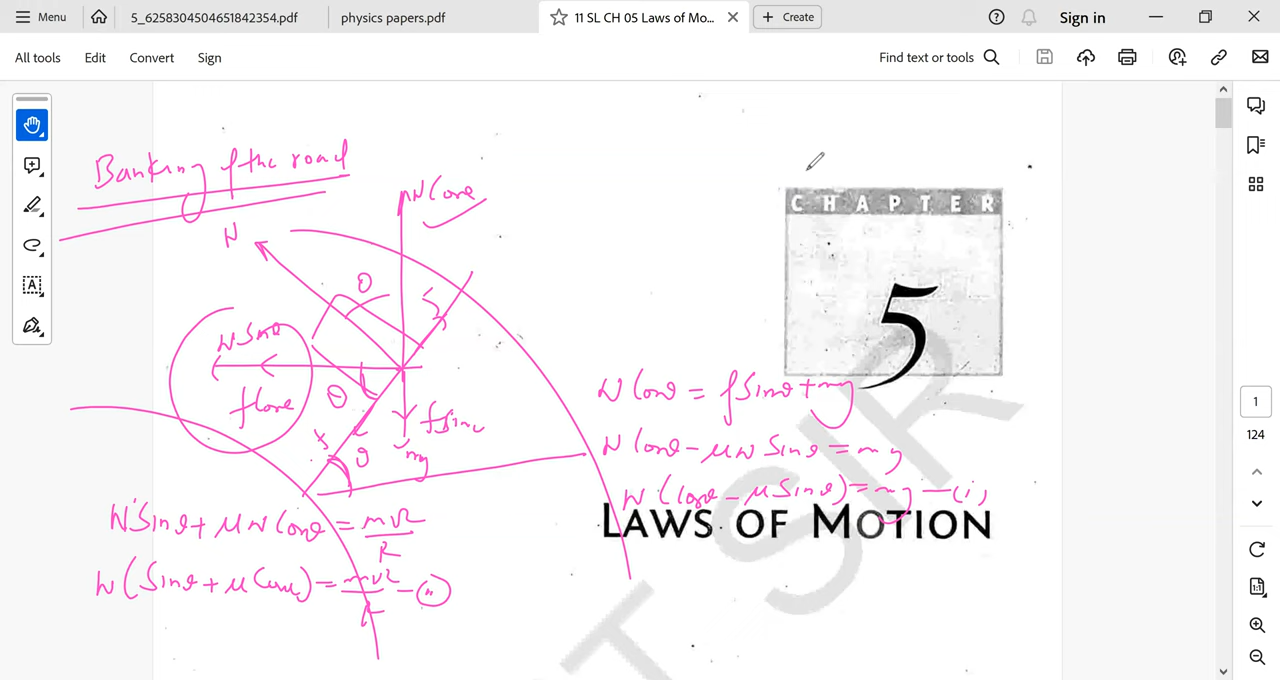 Menu
5_6258304504651842354.pdf
physics papers.pdf
11 SL CH 05 Laws of Mo...
Create
Sign in
All tools
Edit
Convert
Sign
Find text or tools
Banking of the road
N Cosθ
N
θ
N Sinθ
f Cosθ
θ
f Sinθ
mg
f
θ
CHAPTER
5
N Cosθ = f Sinθ + mg
N Cosθ - μN Sinθ = mg
N (Cosθ - μ Sinθ) = mg - (i)
LAWS OF MOTION
N Sinθ + μN Cosθ = mv²/R
N (Sinθ + μ Cosθ) = mv²/R - (ii)
T SIR
1
124
1:1